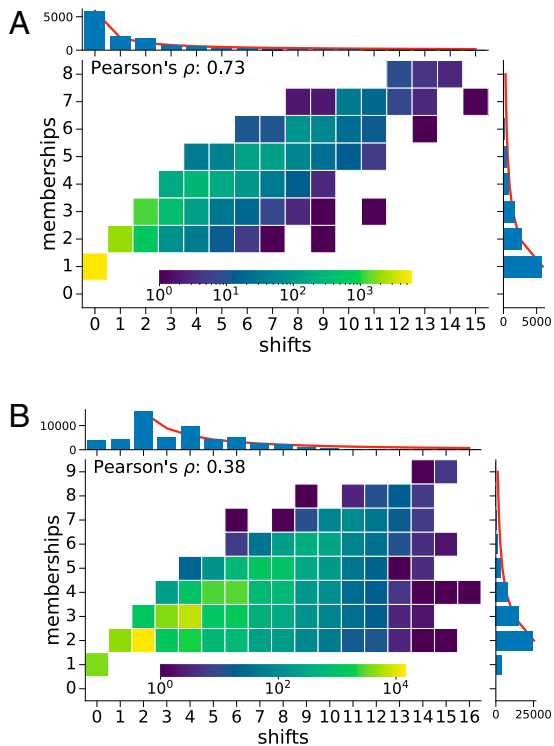 A
5000
0
Pearson's ρ: 0.73
8
7
6
5
4
3
2
1
0
memberships
10⁰ 10¹ 10² 10³
0 1 2 3 4 5 6 7 8 9 10 11 12 13 14 15
shifts
0 5000
B
10000
0
Pearson's ρ: 0.38
9
8
7
6
5
4
3
2
1
0
memberships
10⁰ 10² 10⁴
0 1 2 3 4 5 6 7 8 9 10 11 12 13 14 15 16
shifts
0 25000